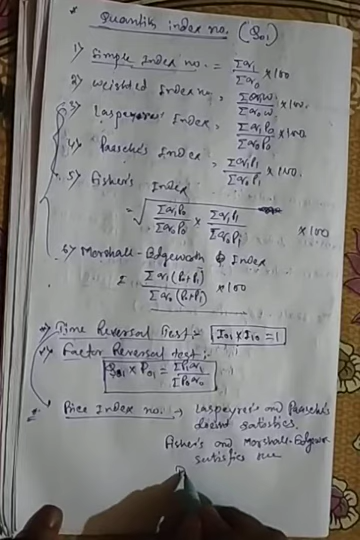 * Quantity index no. (Q01)
1) Simple Index no. = Σq1/Σq0 × 100
2) Weighted Index no, = Σq1w/Σq0w × 100.
3) Laspeyres' Index, = Σq1P0/Σq0P0 × 100
4) Paasche's Index, = Σq1P1/Σq0P1 × 100.
5) Fisher's Index
= √ Σq1P0/Σq0P0 × Σq1P1/Σq0P1 × 100
6) Marshall-Edgeworth Index
= Σq1(P0+P1)/Σq0(P0+P1) × 100
*) Time Reversal Test:- I01 × I10 = 1
*) Factor Reversal test:-
Q01 × P01 = ΣP1q1/ΣP0q0
Price Index no. → Laspeyres's and Paasche's
doesnt satisfies.
Fisher's and Marshall-Edgewor
satisfies